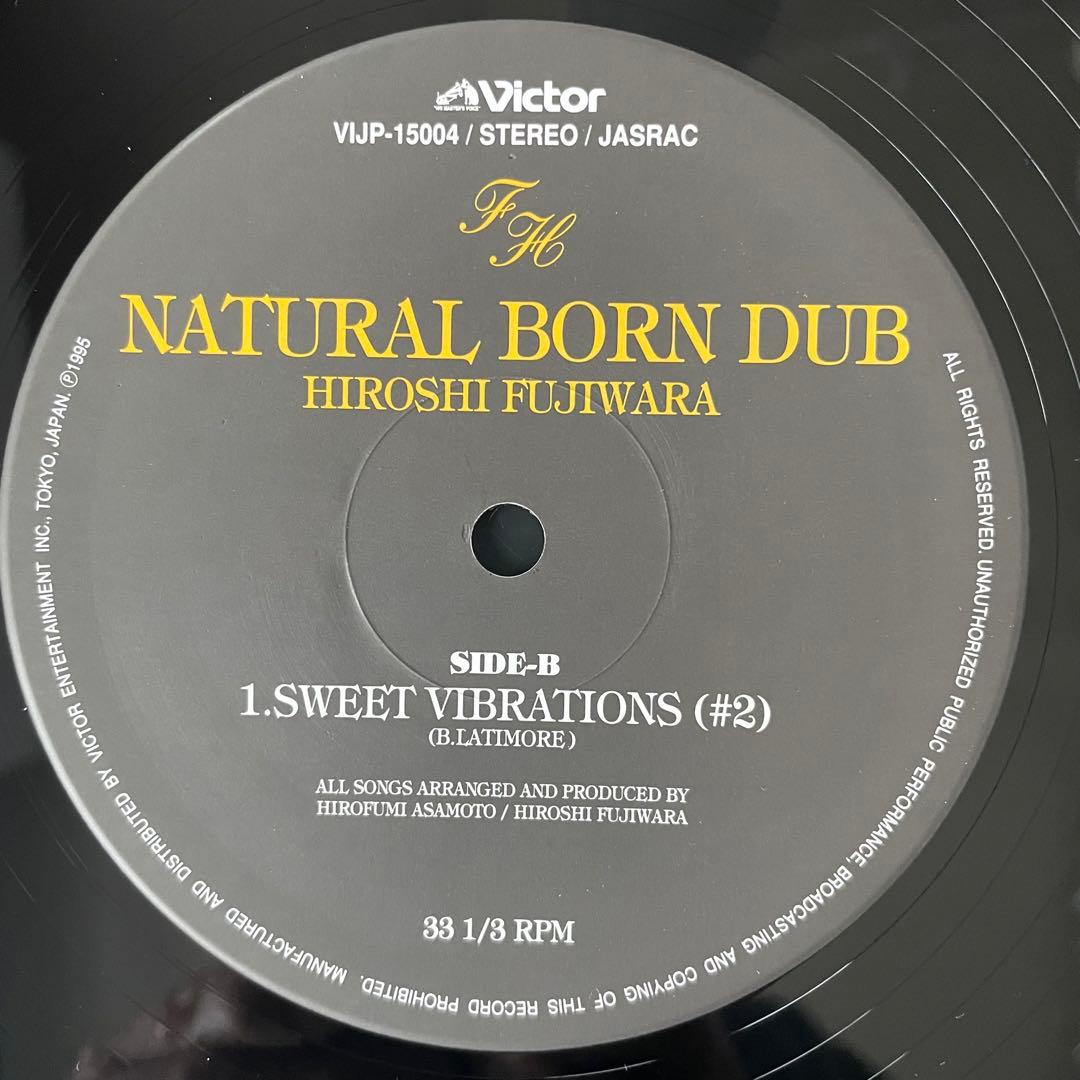 "HIS MASTER'S VOICE"
Victor
VIJP-15004 / STEREO / JASRAC
FH
NATURAL BORN DUB
HIROSHI FUJIWARA
SIDE-B
1.SWEET VIBRATIONS (#2)
(B.LATIMORE)
ALL SONGS ARRANGED AND PRODUCED BY
HIROFUMI ASAMOTO / HIROSHI FUJIWARA
33 1/3 RPM
ALL RIGHTS RESERVED. UNAUTHORIZED PUBLIC PERFORMANCE, BROADCASTING AND COPYING OF THIS RECORD PROHIBITED. MANUFACTURED AND DISTRIBUTED BY VICTOR ENTERTAINMENT INC., TOKYO, JAPAN. Ⓟ1995